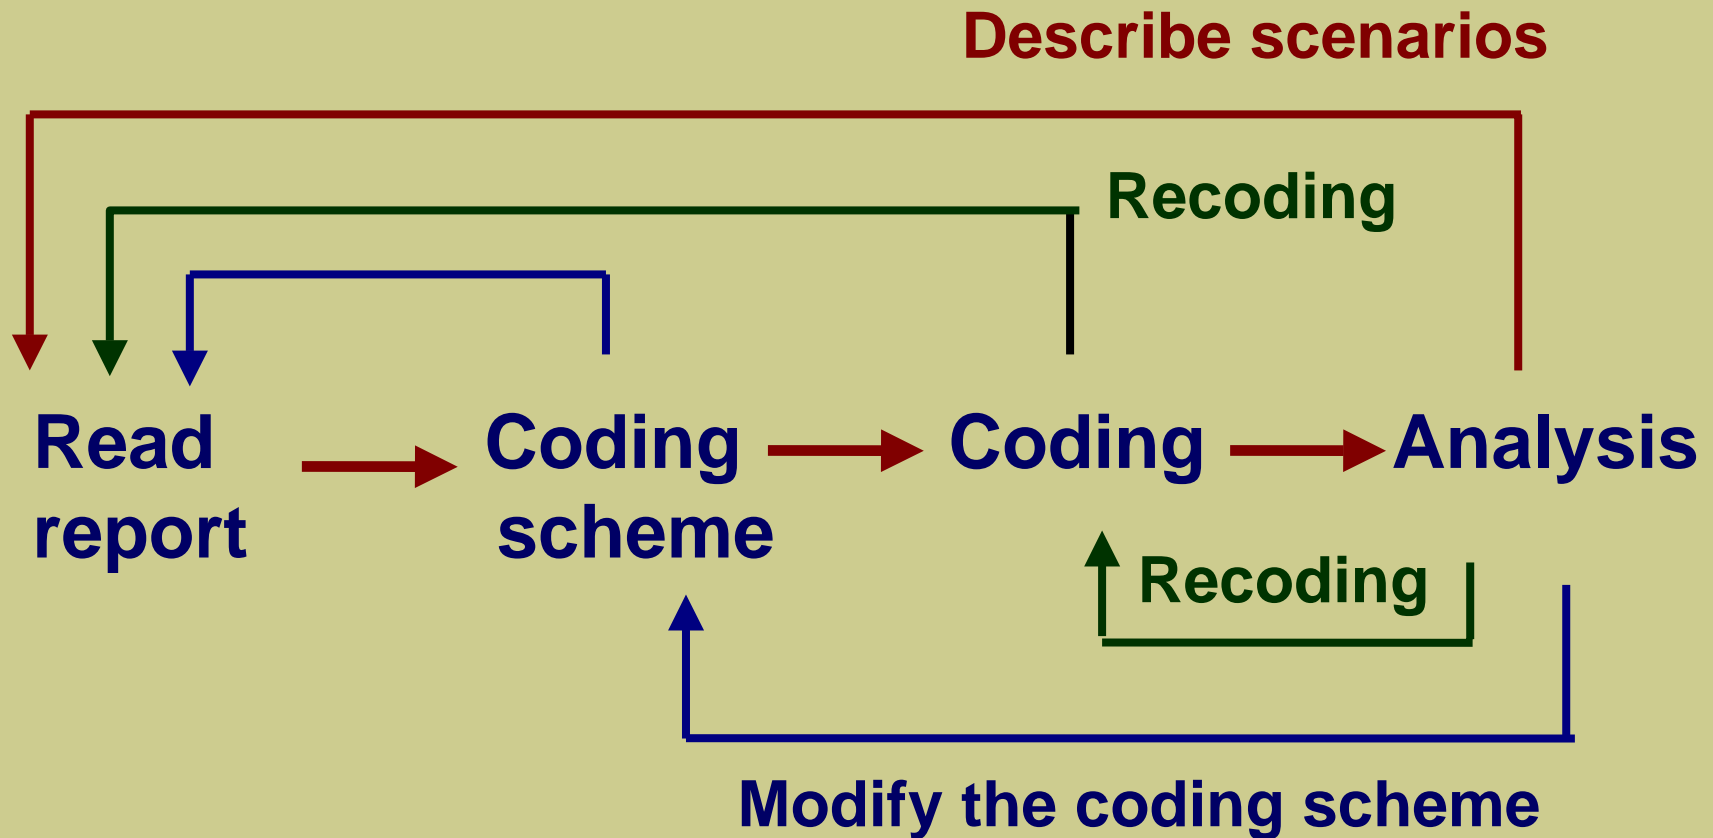 Describe scenarios
Recoding
Read
report
Coding
scheme
Coding
Analysis
Recoding
Modify the coding scheme